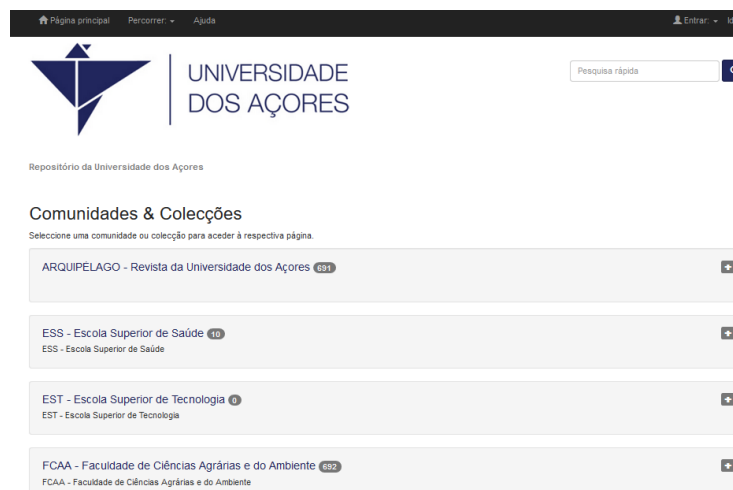 Página principal Percorrer: Ajuda Entrar:
UNIVERSIDADE
DOS AÇORES
Pesquisa rápida
Repositório da Universidade dos Açores
Comunidades & Colecções
Seleccione uma comunidade ou colecção para aceder à respectiva página.
ARQUIPÉLAGO - Revista da Universidade dos Açores 691
ESS - Escola Superior de Saúde 10
ESS - Escola Superior de Saúde
EST - Escola Superior de Tecnologia 0
EST - Escola Superior de Tecnologia
FCAA - Faculdade de Ciências Agrárias e do Ambiente 692
FCAA - Faculdade de Ciências Agrárias e do Ambiente